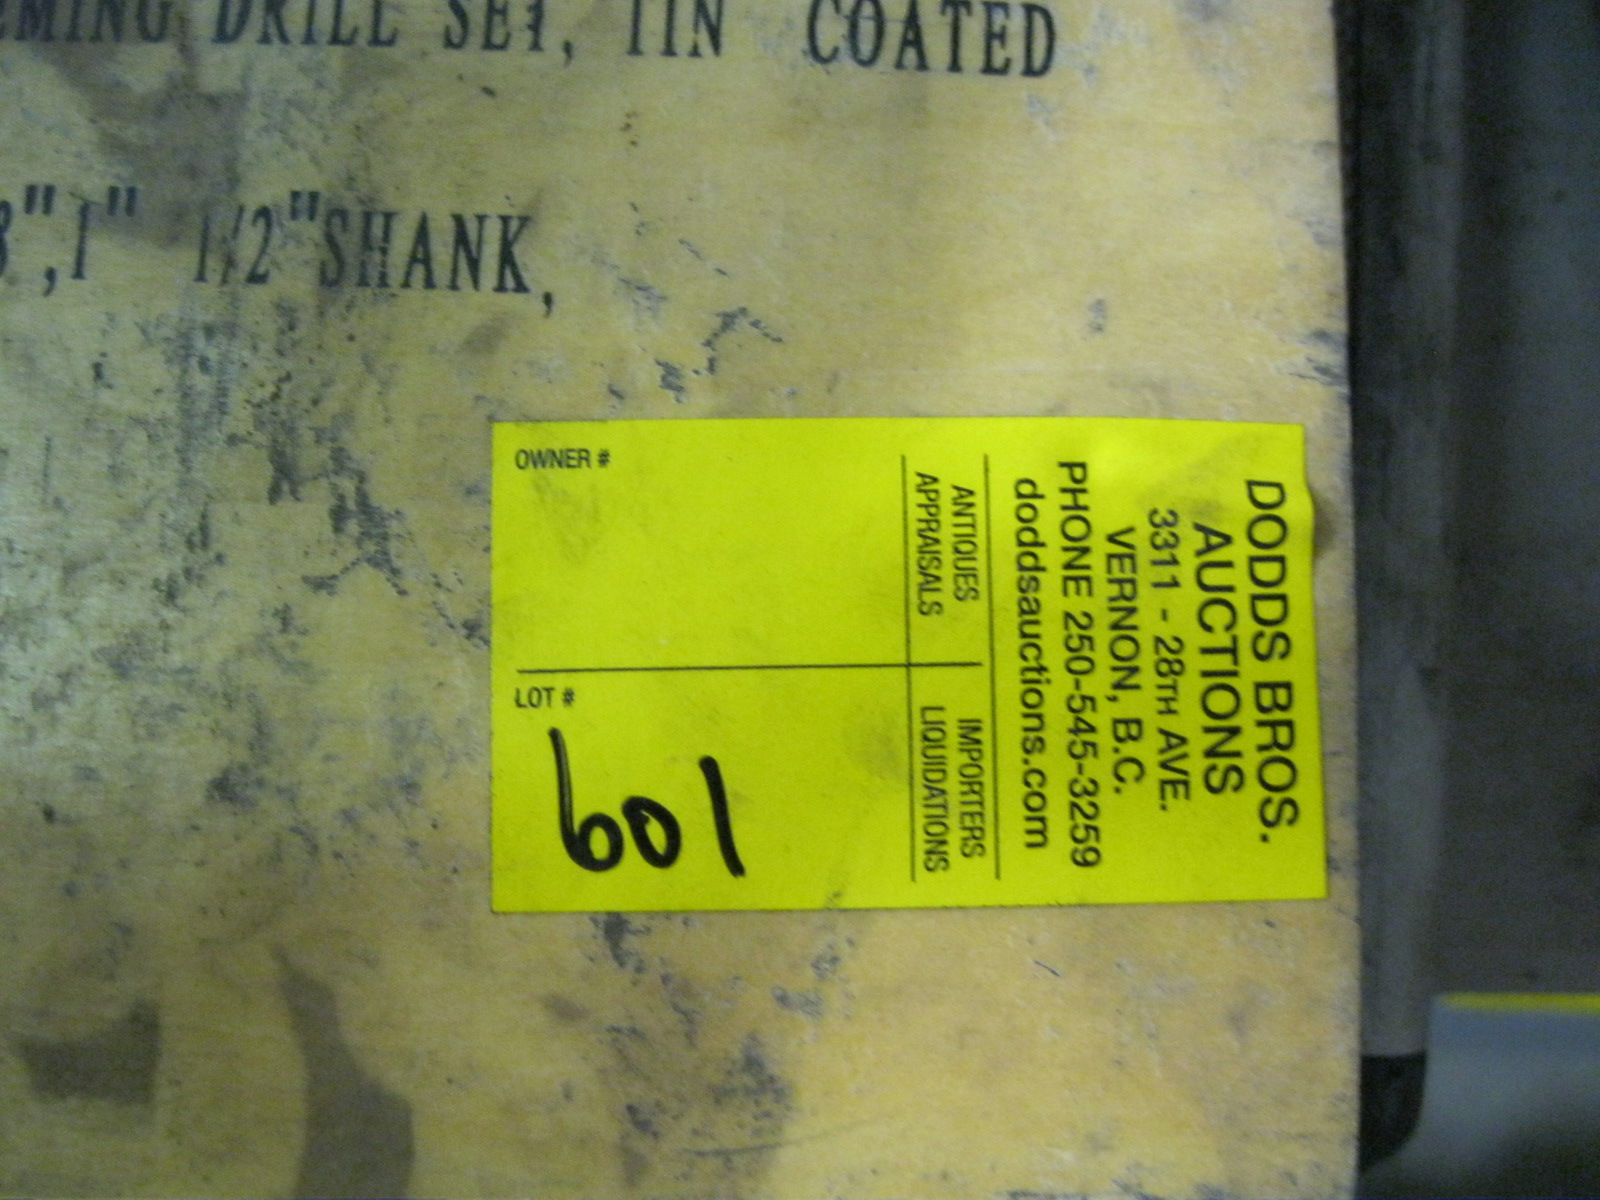 DRILL SET, TIN COATED
1" 1/2"SHANK,
DODDS BROS.
AUCTIONS
3311 - 28TH AVE.
VERNON, B.C.
PHONE 250-545-3259
doddsauctions.com
ANTIQUES
APPRAISALS
IMPORTERS
LIQUIDATIONS
OWNER #
LOT #
601